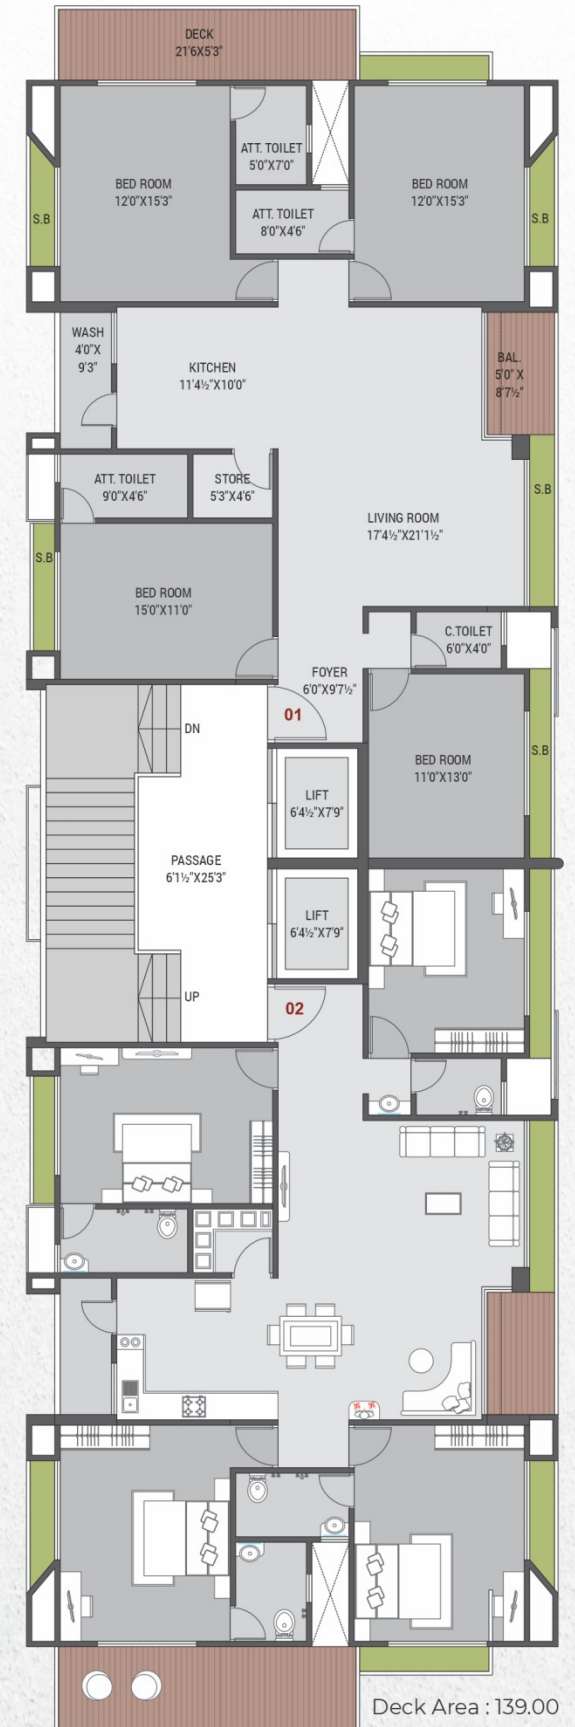 DECK
21'6X5'3"
ATT. TOILET
5'0"X7'0"
BED ROOM
12'0"X15'3"
BED ROOM
12'0"X15'3"
ATT. TOILET
8'0"X4'6"
S.B
S.B
WASH
4'0"X
9'3"
KITCHEN
11'4½"X10'0"
BAL.
5'0" X
8'7½"
ATT. TOILET
9'0"X4'6"
STORE
5'3"X4'6"
S.B
LIVING ROOM
17'4½"X21'1½"
S.B
BED ROOM
15'0"X11'0"
C.TOILET
6'0"X4'0"
FOYER
6'0"X9'7½"
01
DN
S.B
BED ROOM
11'0"X13'0"
LIFT
6'4½"X7'9"
PASSAGE
6'1½"X25'3"
LIFT
6'4½"X7'9"
UP
02
Deck Area : 139.00